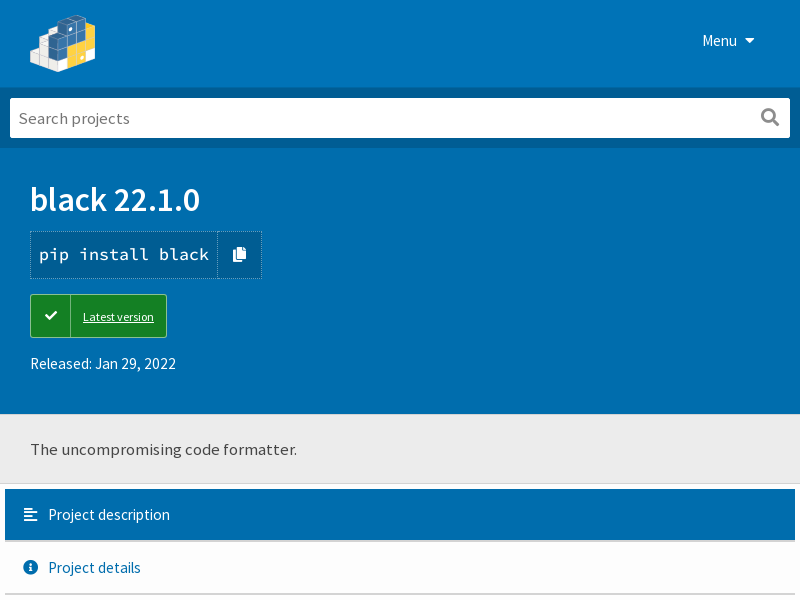 Menu
Search projects
black 22.1.0
pip install black
Latest version
Released: Jan 29, 2022
The uncompromising code formatter.
Project description
Project details